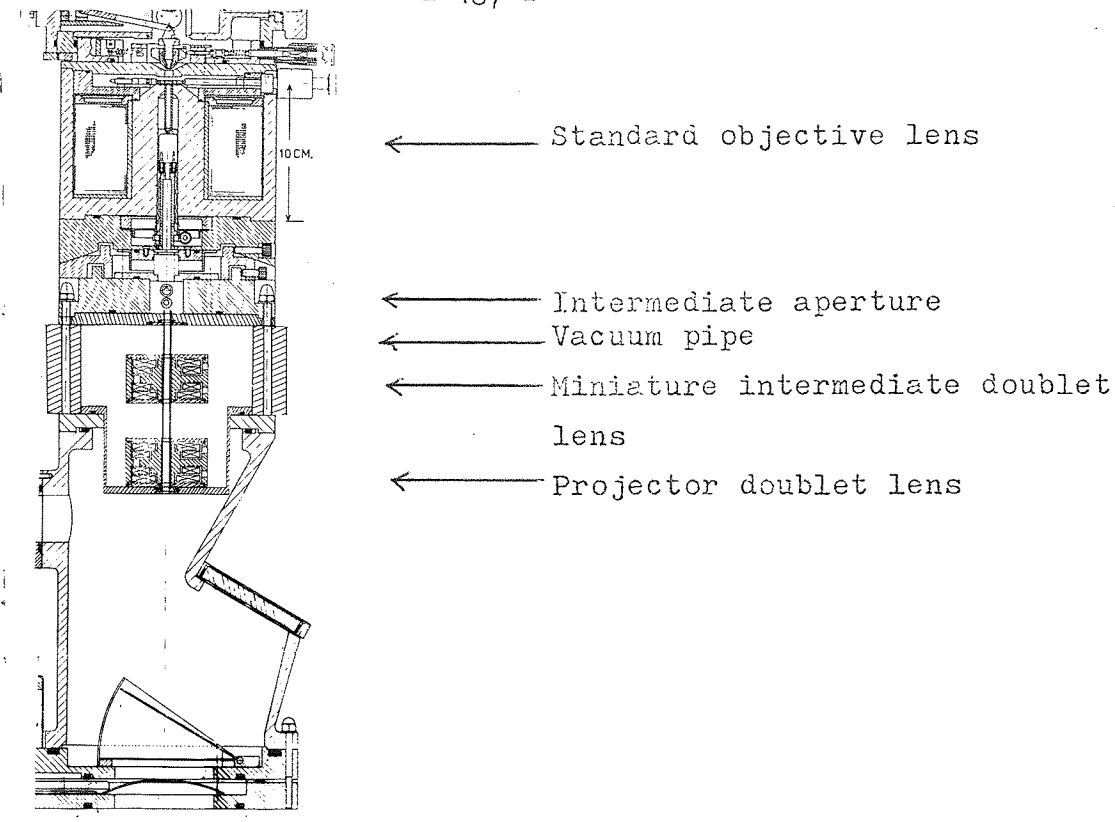 Standard objective lens
10 CM.
Intermediate aperture
Vacuum pipe
Miniature intermediate doublet
lens
Projector doublet lens